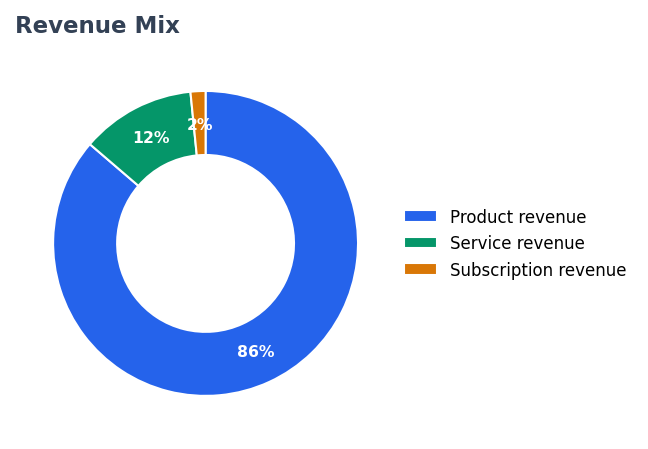 Revenue Mix
2%
12%
86%
Product revenue
Service revenue
Subscription revenue